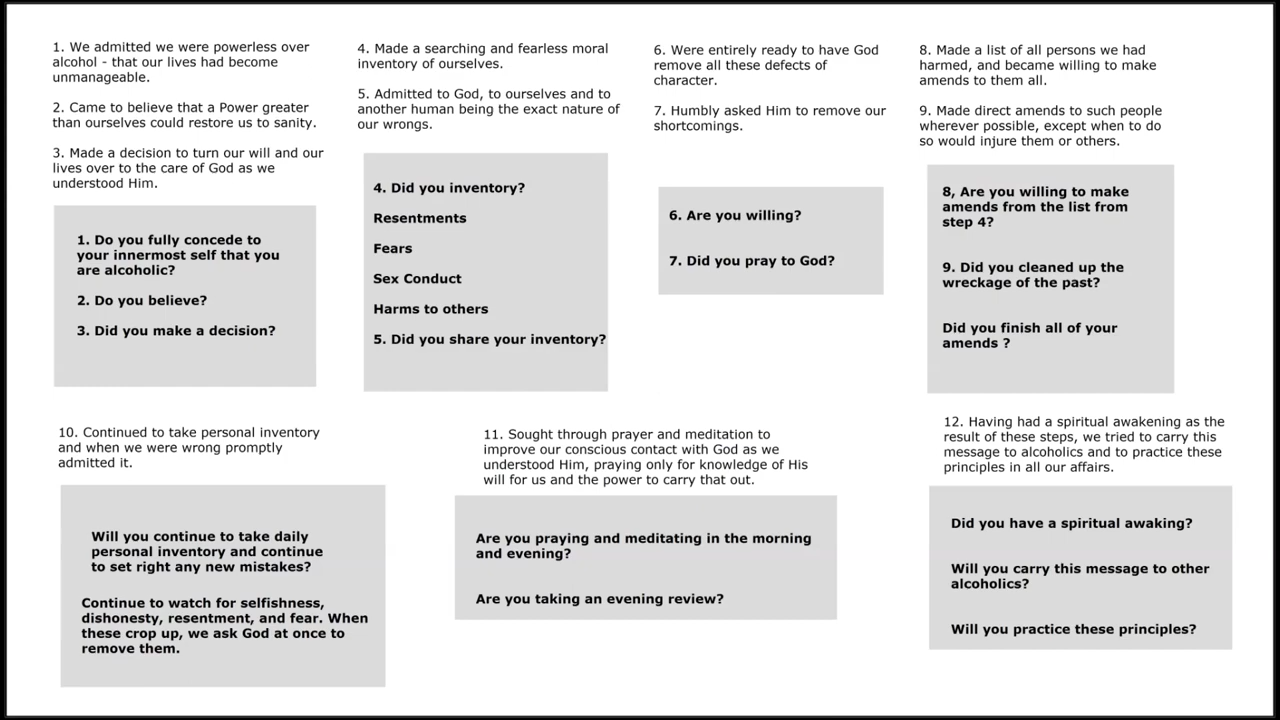 1. We admitted we were powerless over
alcohol - that our lives had become
unmanageable.
2. Came to believe that a Power greater
than ourselves could restore us to sanity.
3. Made a decision to turn our will and our
lives over to the care of God as we
understood Him.
1. Do you fully concede to
your innermost self that you
are alcoholic?
2. Do you believe?
3. Did you make a decision?
4. Made a searching and fearless moral
inventory of ourselves.
5. Admitted to God, to ourselves and to
another human being the exact nature of
our wrongs.
4. Did you inventory?
Resentments
Fears
Sex Conduct
Harms to others
5. Did you share your inventory?
6. Were entirely ready to have God
remove all these defects of
character.
7. Humbly asked Him to remove our
shortcomings.
6. Are you willing?
7. Did you pray to God?
8. Made a list of all persons we had
harmed, and became willing to make
amends to them all.
9. Made direct amends to such people
wherever possible, except when to do
so would injure them or others.
8, Are you willing to make
amends from the list from
step 4?
9. Did you cleaned up the
wreckage of the past?
Did you finish all of your
amends ?
10. Continued to take personal inventory
and when we were wrong promptly
admitted it.
Will you continue to take daily
personal inventory and continue
to set right any new mistakes?
Continue to watch for selfishness,
dishonesty, resentment, and fear. When
these crop up, we ask God at once to
remove them.
11. Sought through prayer and meditation to
improve our conscious contact with God as we
understood Him, praying only for knowledge of His
will for us and the power to carry that out.
Are you praying and meditating in the morning
and evening?
Are you taking an evening review?
12. Having had a spiritual awakening as the
result of these steps, we tried to carry this
message to alcoholics and to practice these
principles in all our affairs.
Did you have a spiritual awaking?
Will you carry this message to other
alcoholics?
Will you practice these principles?